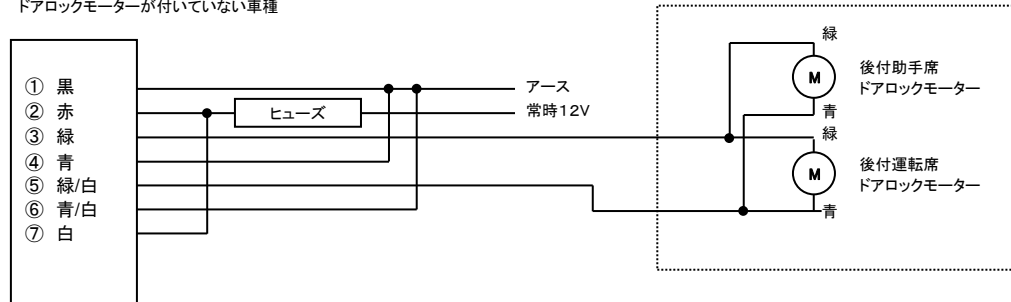 ドアロックモーターが付いていない車種
① 黒
② 赤
③ 緑
④ 青
⑤ 緑/白
⑥ 青/白
⑦ 白
ヒューズ
アース
常時12V
緑
M
後付助手席
ドアロックモーター
青
緑
M
後付運転席
ドアロックモーター
青